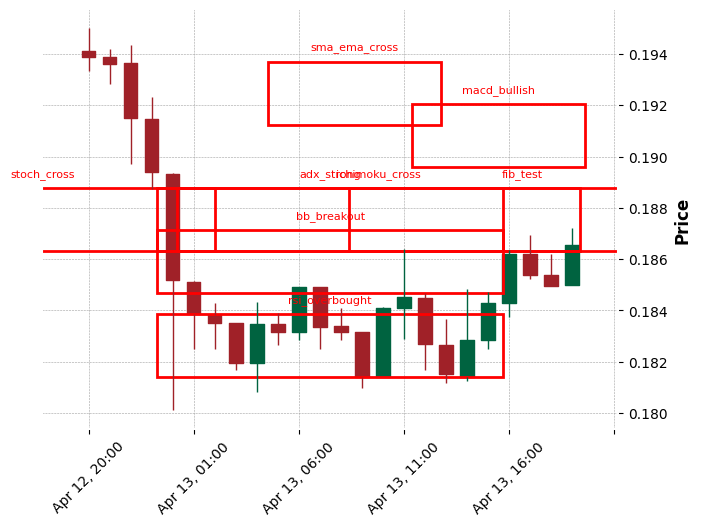 sma_ema_cross
macd_bullish
stoch_cross
adx_strong
ichimoku_cross
fib_test
bb_breakout
rsi_overbought
0.194
0.192
0.190
0.188
0.186
0.184
0.182
0.180
Price
Apr 12, 20:00
Apr 13, 01:00
Apr 13, 06:00
Apr 13, 11:00
Apr 13, 16:00